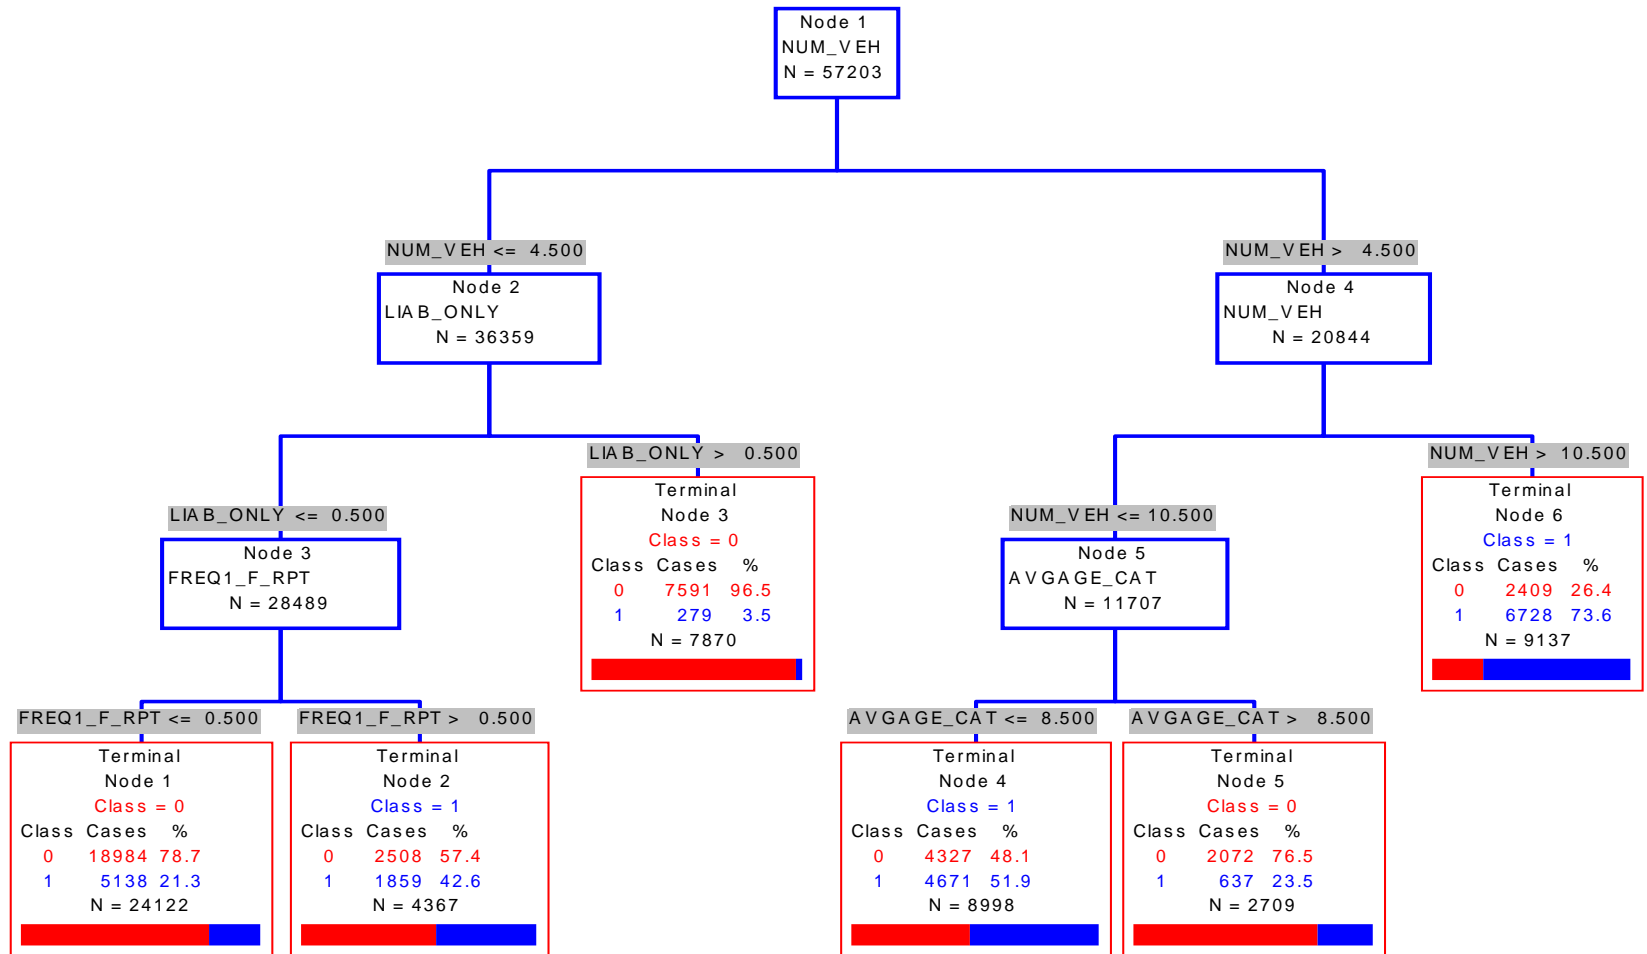 Node 1
NUM_VEH
N = 57203
NUM_VEH <= 4.500
NUM_VEH > 4.500
Node 2
LIAB_ONLY
N = 36359
Node 4
NUM_VEH
N = 20844
LIAB_ONLY <= 0.500
LIAB_ONLY > 0.500
NUM_VEH <= 10.500
NUM_VEH > 10.500
Node 3
FREQ1_F_RPT
N = 28489
Terminal
Node 3
Class = 0
Class Cases %
0 7591 96.5
1 279 3.5
N = 7870
Node 5
AVGAGE_CAT
N = 11707
Terminal
Node 6
Class = 1
Class Cases %
0 2409 26.4
1 6728 73.6
N = 9137
FREQ1_F_RPT <= 0.500
FREQ1_F_RPT > 0.500
AVGAGE_CAT <= 8.500
AVGAGE_CAT > 8.500
Terminal
Node 1
Class = 0
Class Cases %
0 18984 78.7
1 5138 21.3
N = 24122
Terminal
Node 2
Class = 1
Class Cases %
0 2508 57.4
1 1859 42.6
N = 4367
Terminal
Node 4
Class = 1
Class Cases %
0 4327 48.1
1 4671 51.9
N = 8998
Terminal
Node 5
Class = 0
Class Cases %
0 2072 76.5
1 637 23.5
N = 2709